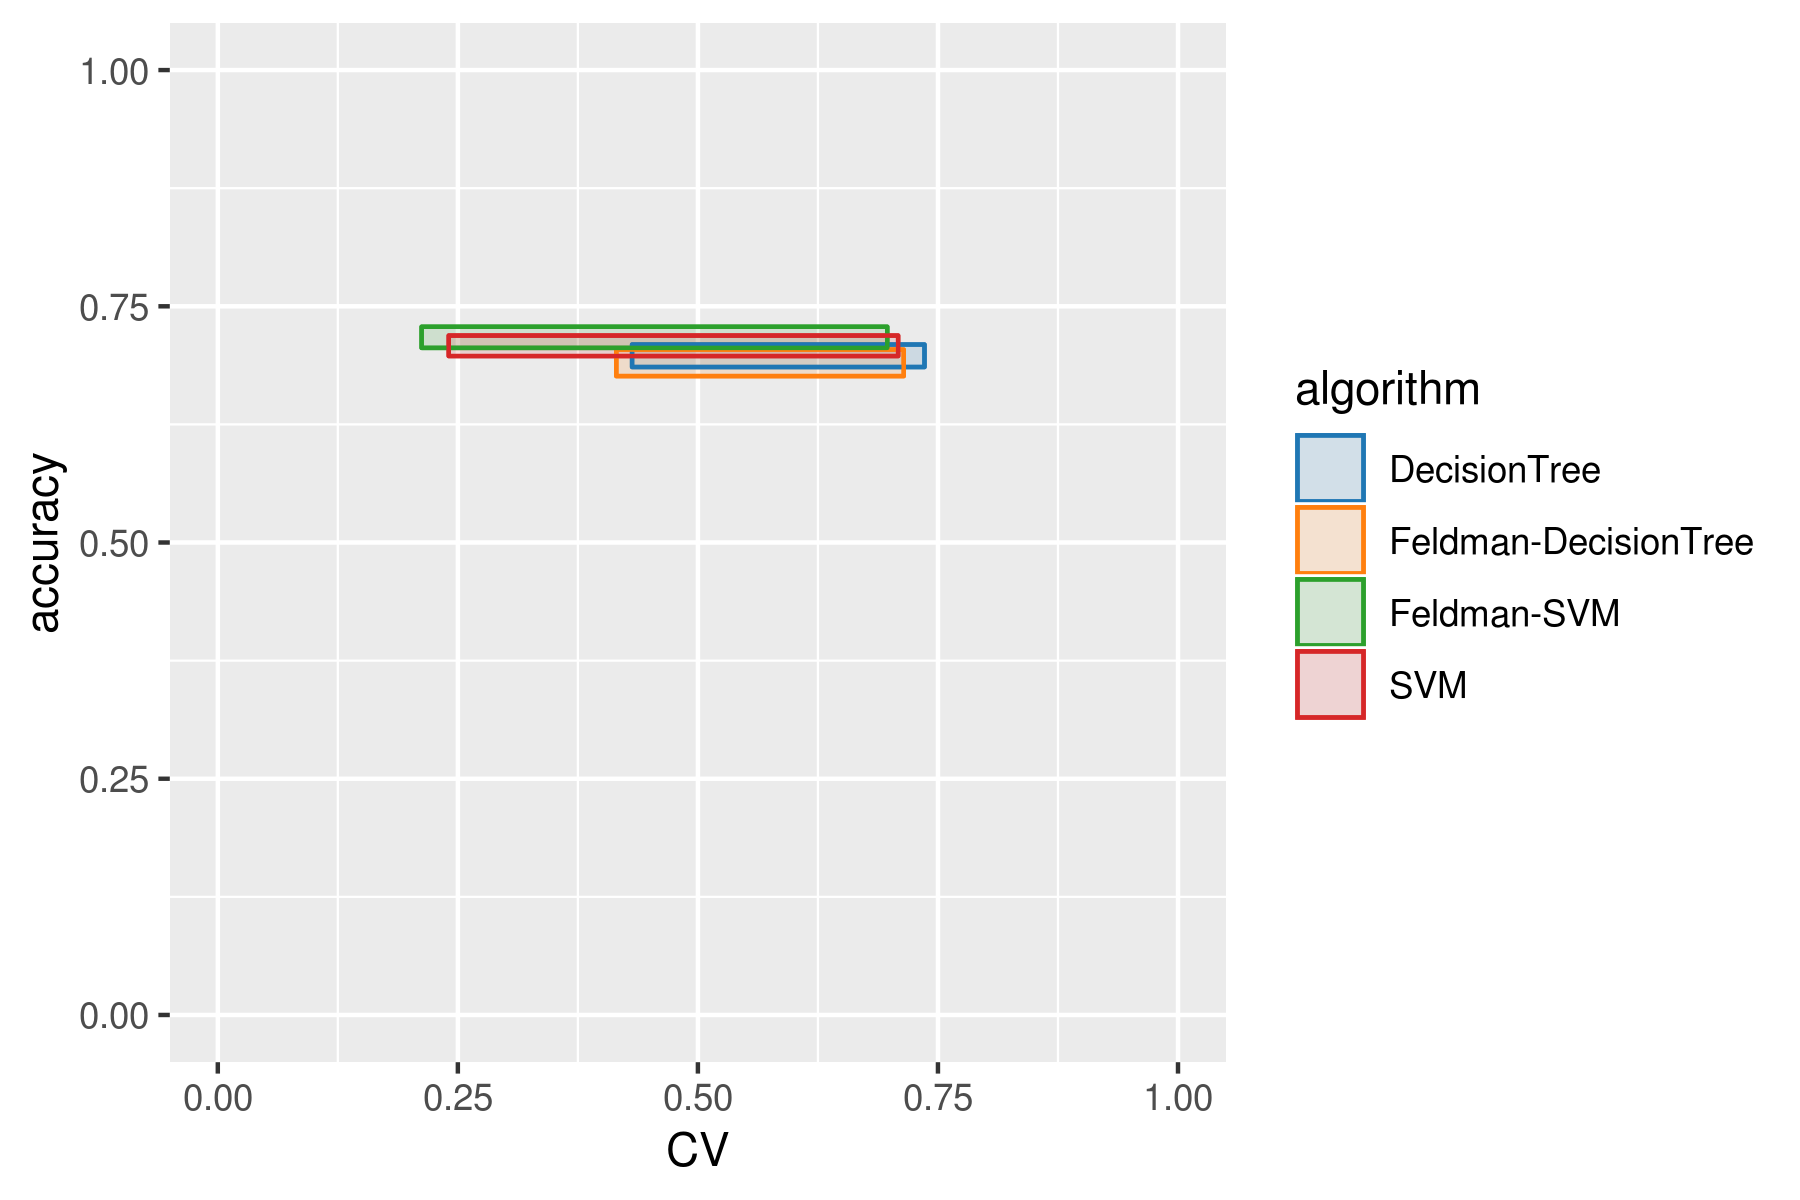 1.00
0.75
0.50
0.25
0.00
accuracy
0.00 0.25 0.50 0.75 1.00
CV
algorithm
DecisionTree
Feldman-DecisionTree
Feldman-SVM
SVM